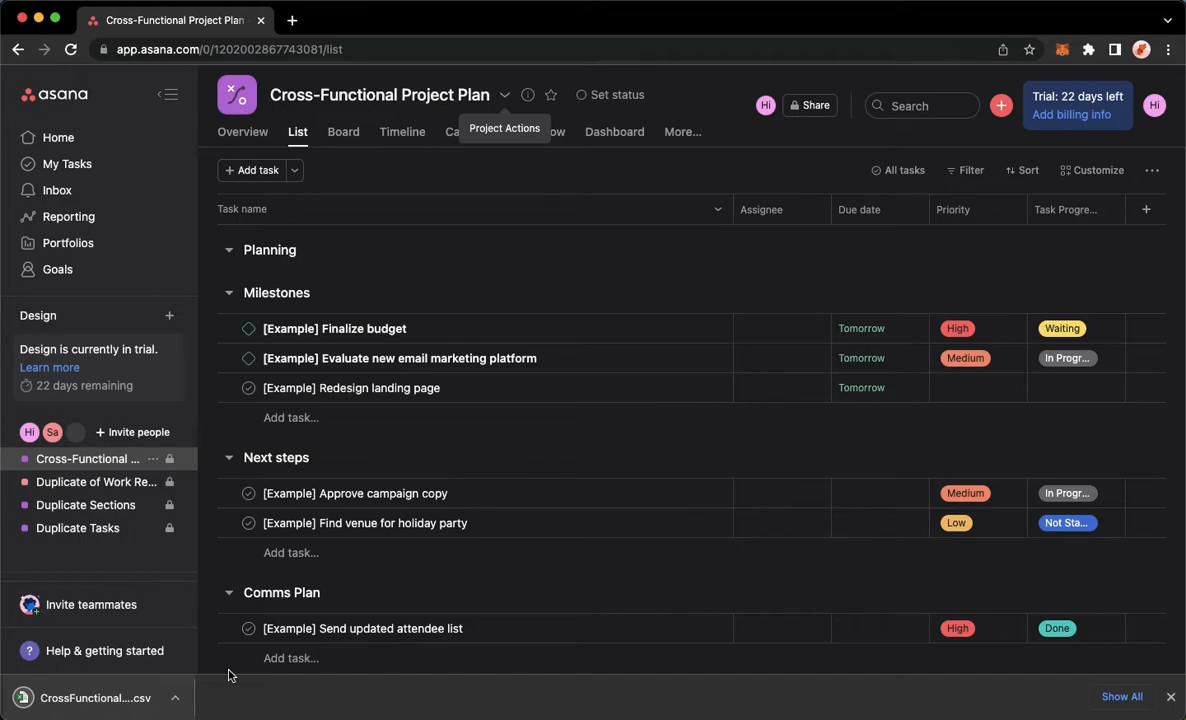 Cross-Functional Project Plan
app.asana.com/0/1202002867743081/list
asana
Home
My Tasks
Inbox
Reporting
Portfolios
Goals
Design
Design is currently in trial.
Learn more
22 days remaining
Hi Sa + Invite people
Cross-Functional ...
Duplicate of Work Re...
Duplicate Sections
Duplicate Tasks
Invite teammates
? Help & getting started
Cross-Functional Project Plan
Set status
Hi
Share
Search
Trial: 22 days left
Add billing info
Hi
Overview List Board Timeline Ca Project Actions ow Dashboard More...
+ Add task
All tasks Filter Sort Customize
Task name Assignee Due date Priority Task Progre...
Planning
Milestones
[Example] Finalize budget Tomorrow High Waiting
[Example] Evaluate new email marketing platform Tomorrow Medium In Progr...
[Example] Redesign landing page Tomorrow
Add task...
Next steps
[Example] Approve campaign copy Medium In Progr...
[Example] Find venue for holiday party Low Not Sta...
Add task...
Comms Plan
[Example] Send updated attendee list High Done
Add task...
CrossFunctional....csv
Show All